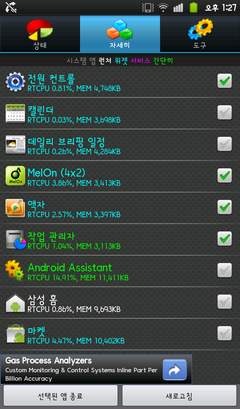 오후 1:27
상태
자세히
도구
시스템 앱 런처 위젯 서비스 간단히
전원 컨트롤
RTCPU 0.81%, MEM 4,748KB
캘린더
RTCPU 0.03%, MEM 3,698KB
데일리 브리핑 일정
RTCPU 0.26%, MEM 4,284KB
MelOn (4x2)
RTCPU 3.86%, MEM 3,413KB
액자
RTCPU 2.57%, MEM 3,397KB
작업 관리자
RTCPU 1.04%, MEM 3,113KB
Android Assistant
RTCPU 14.91%, MEM 11,411KB
삼성 홈
RTCPU 0.86%, MEM 9,693KB
마켓
RTCPU 4.47%, MEM 10,402KB
Gas Process Analyzers
Custom Monitoring & Control Systems Inline Part Per
Billion Accuracy
선택된 앱 종료
새로고침